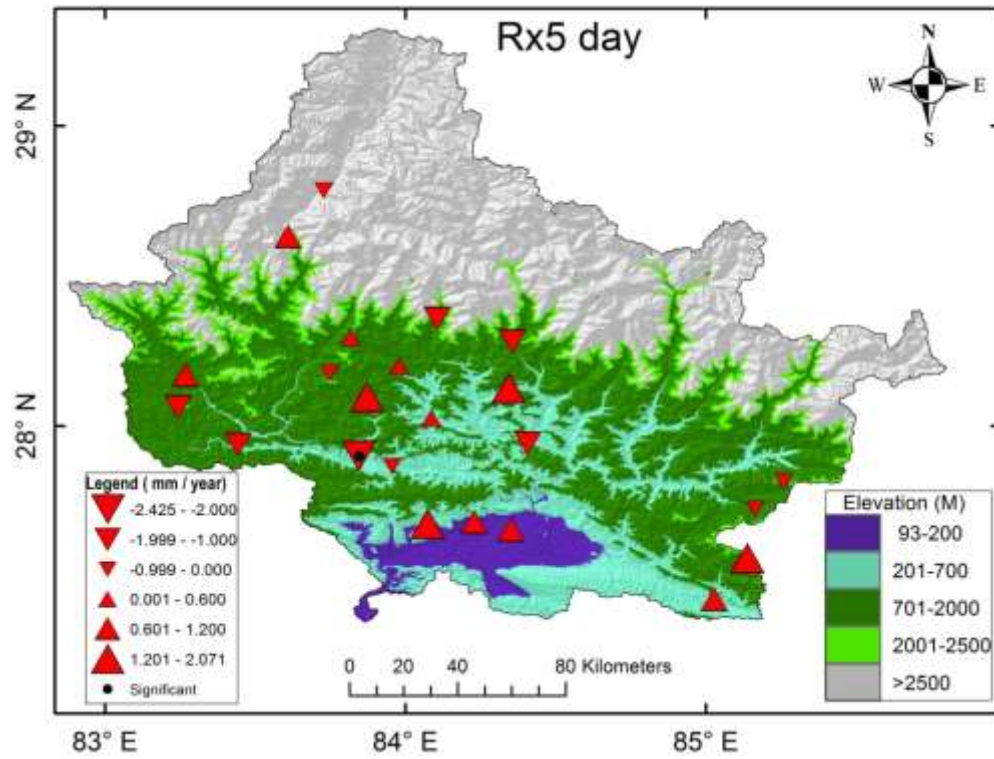 Rx5 day
N
W E
S
29° N
28° N
Legend ( mm / year)
-2.425 - -2.000
-1.999 - -1.000
-0.999 - 0.000
0.001 - 0.600
0.601 - 1.200
1.201 - 2.071
Significant
0 20 40 80 Kilometers
Elevation (M)
93-200
201-700
701-2000
2001-2500
>2500
83° E 84° E 85° E